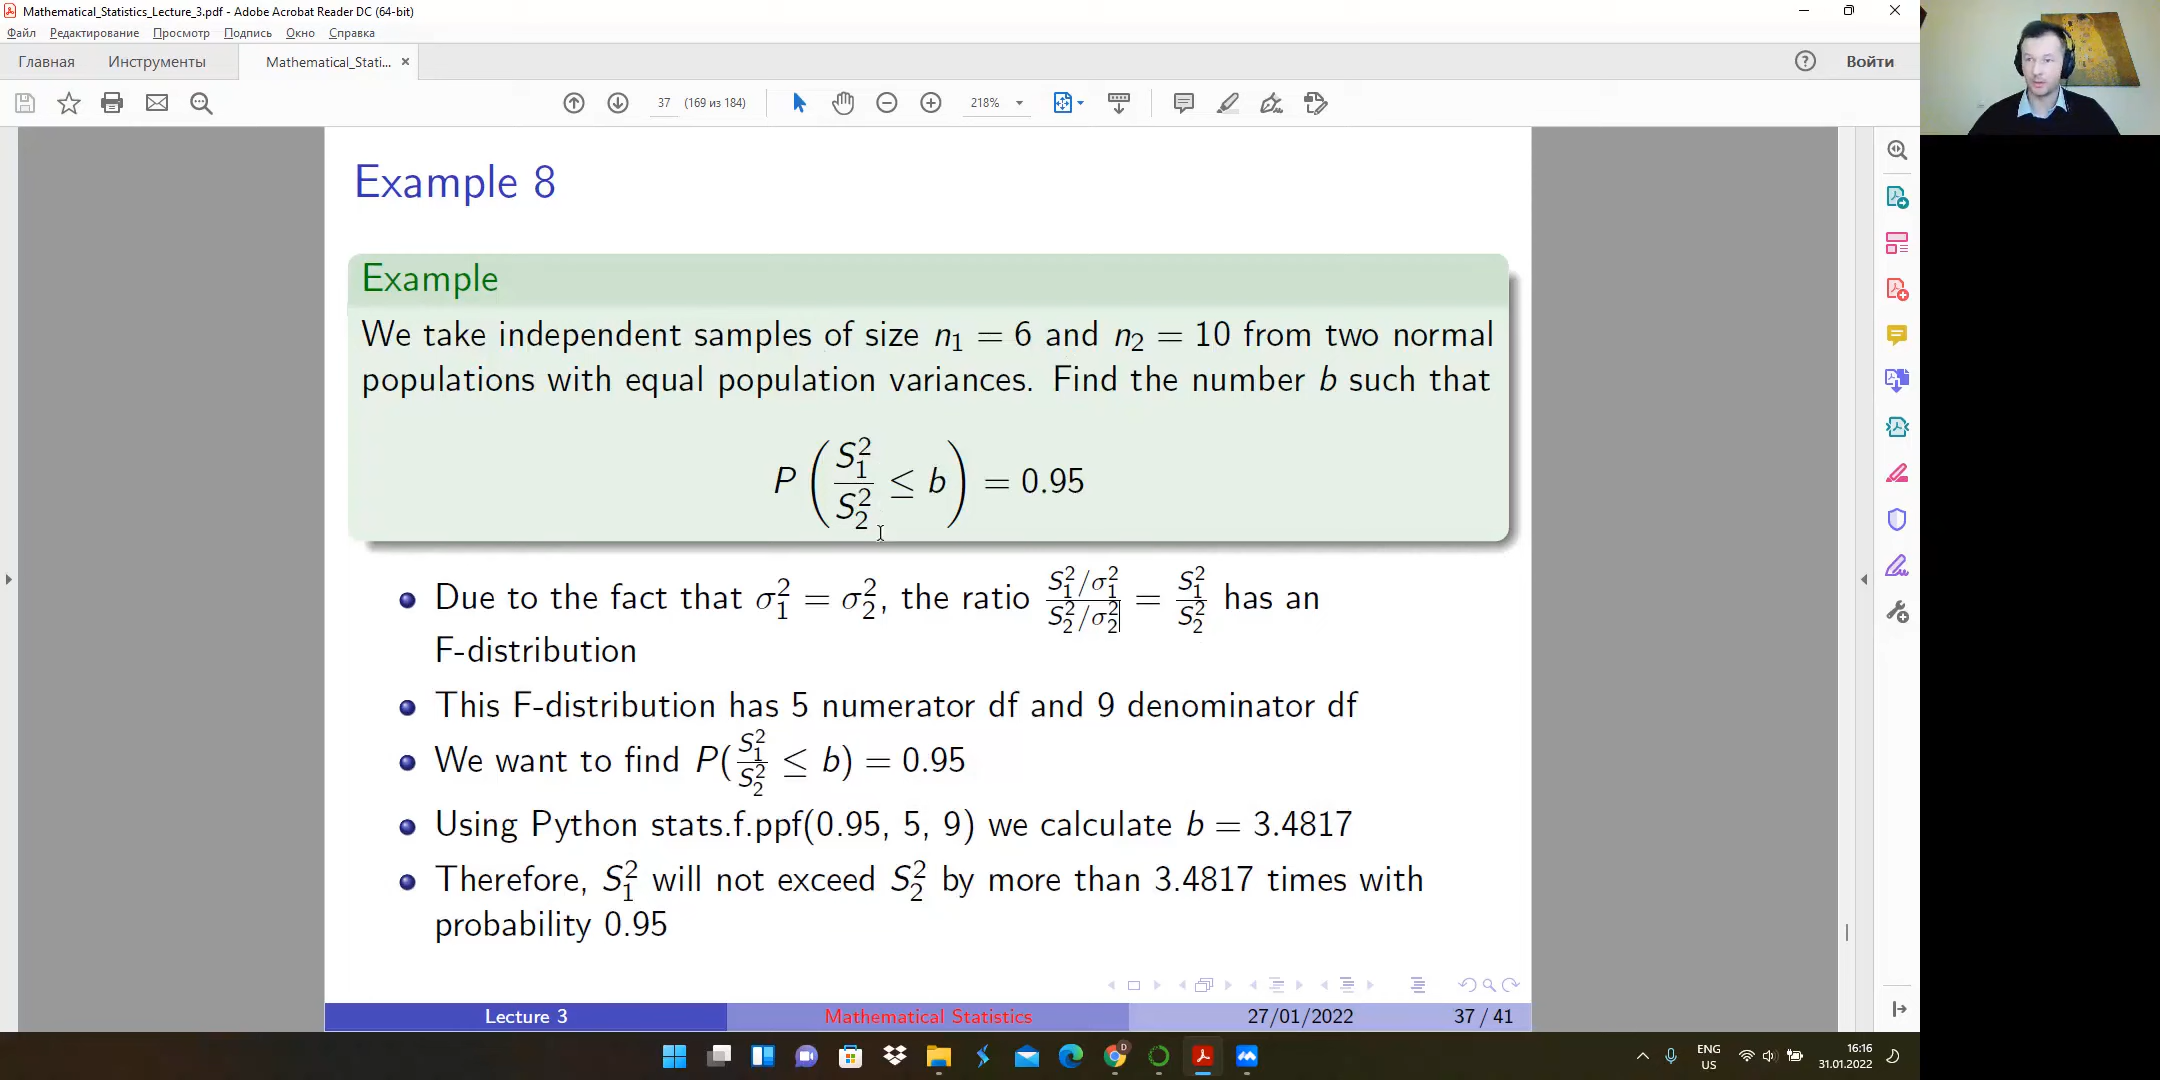 Mathematical_Statistics_Lecture_3.pdf - Adobe Acrobat Reader DC (64-bit)
Файл Редактирование Просмотр Подпись Окно Справка
Главная Инструменты Mathematical_Stati... × Войти
37 (169 из 184) 218%
Example 8
Example
We take independent samples of size n₁ = 6 and n₂ = 10 from two normal
populations with equal population variances. Find the number b such that
P(S₁²/S₂² ≤ b) = 0.95
Due to the fact that σ₁² = σ₂², the ratio (S₁²/σ₁²)/(S₂²/σ₂²) = S₁²/S₂² has an
F-distribution
This F-distribution has 5 numerator df and 9 denominator df
We want to find P(S₁²/S₂² ≤ b) = 0.95
Using Python stats.f.ppf(0.95, 5, 9) we calculate b = 3.4817
Therefore, S₁² will not exceed S₂² by more than 3.4817 times with
probability 0.95
Lecture 3 Mathematical Statistics 27/01/2022 37 / 41
ENG
US
16:16
31.01.2022